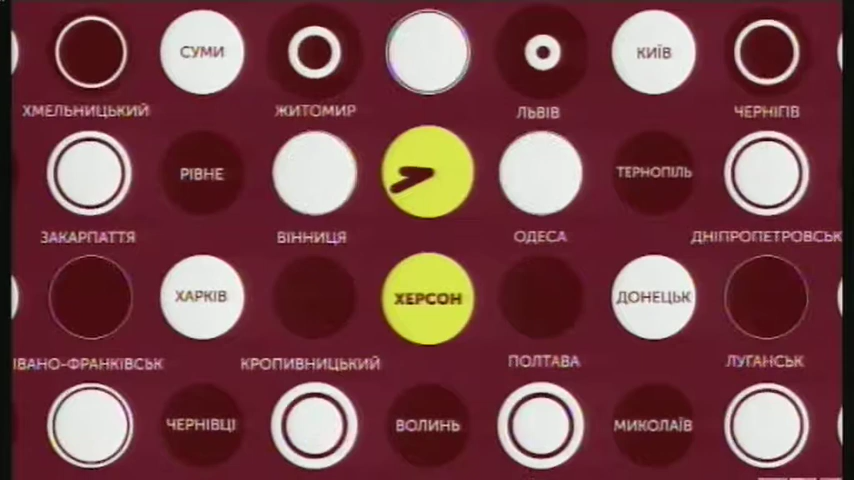 СУМИ
КИЇВ
ХМЕЛЬНИЦЬКИЙ
ЖИТОМИР
ЛЬВІВ
ЧЕРНІГІВ
РІВНЕ
ТЕРНОПІЛЬ
ЗАКАРПАТТЯ
ВІННИЦЯ
ОДЕСА
ДНІПРОПЕТРОВСЬК
ХАРКІВ
ХЕРСОН
ДОНЕЦЬК
ІВАНО-ФРАНКІВСЬК
КРОПИВНИЦЬКИЙ
ПОЛТАВА
ЛУГАНСЬК
ЧЕРНІВЦІ
ВОЛИНЬ
МИКОЛАЇВ